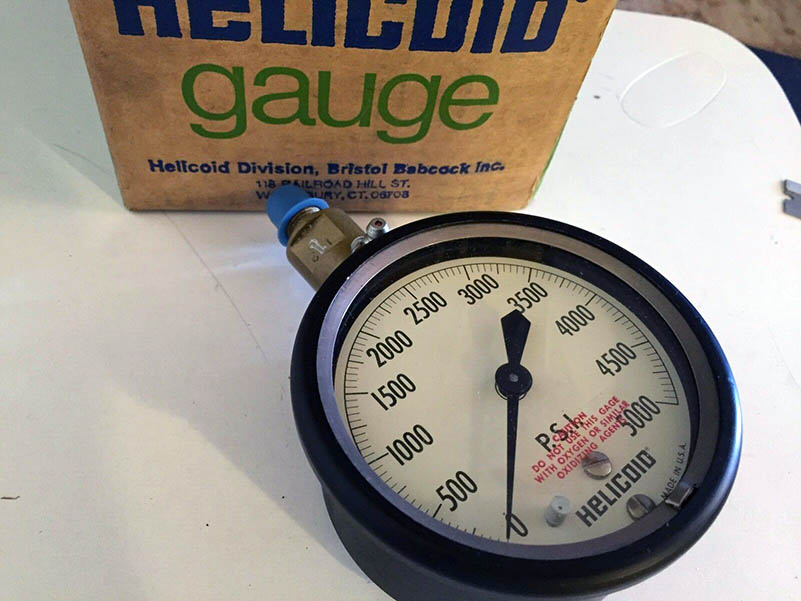 HELICOID
gauge
Helicoid Division, Bristol Babcock Inc.
118 RAILROAD HILL ST.
WATERBURY, CT. 06708
0
500
1000
1500
2000
2500
3000
3500
4000
4500
5000
P.S.I.
CAUTION
DO NOT USE THIS GAGE
WITH OXYGEN OR SIMILAR
OXIDIZING AGENT
HELICOID®
MADE IN U.S.A.